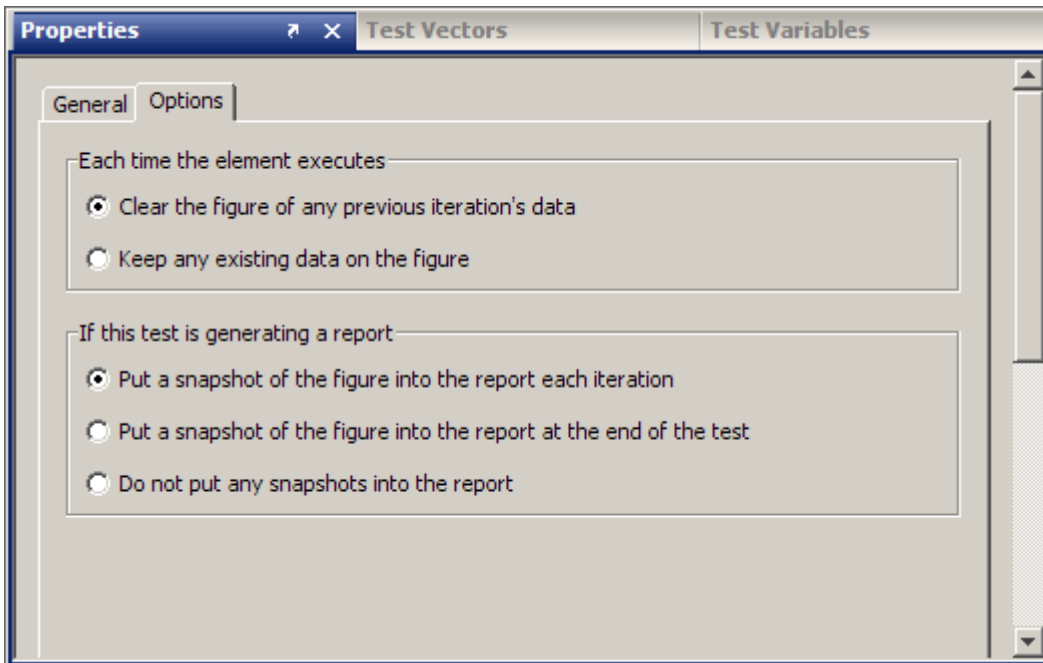 Properties Test Vectors Test Variables
General Options
Each time the element executes
Clear the figure of any previous iteration's data
Keep any existing data on the figure
If this test is generating a report
Put a snapshot of the figure into the report each iteration
Put a snapshot of the figure into the report at the end of the test
Do not put any snapshots into the report